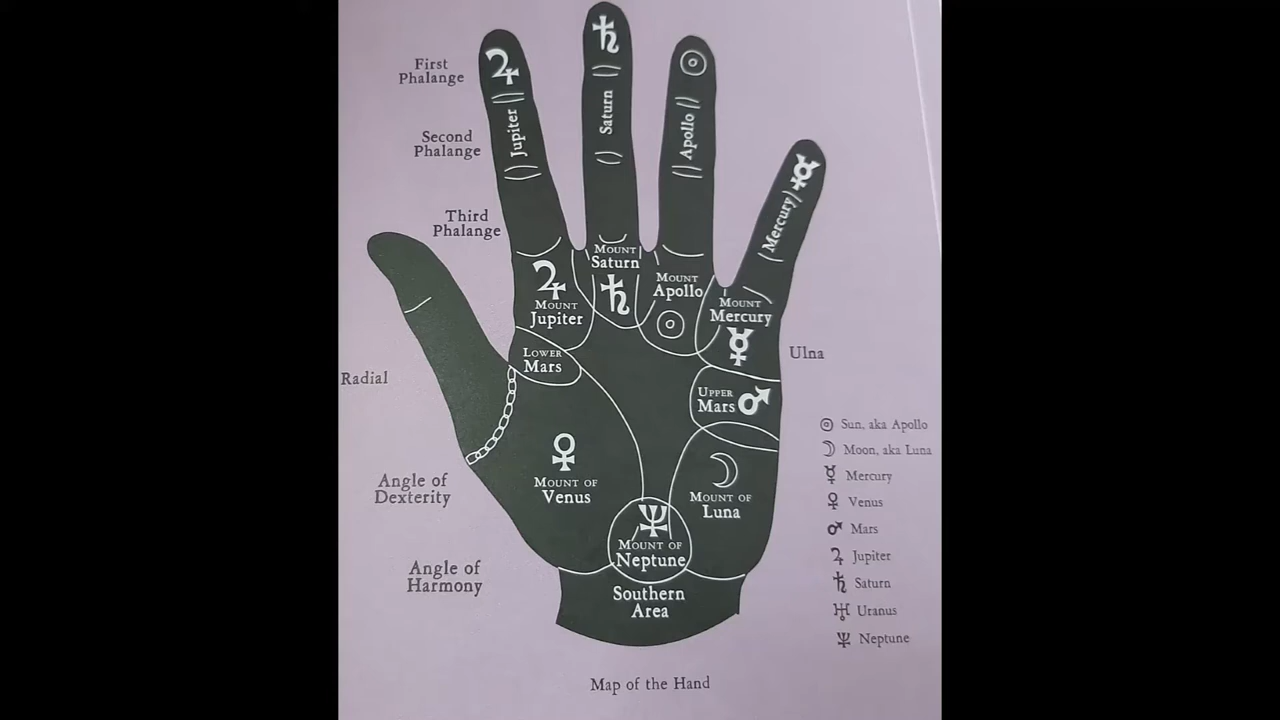 First
Phalange
Second
Phalange
Third
Phalange
Jupiter
Saturn
Apollo
Mercury
Mount
Jupiter
Mount
Saturn
Mount
Apollo
Mount
Mercury
Lower
Mars
Upper
Mars
Radial
Ulna
Angle of
Dexterity
Angle of
Harmony
Mount of
Venus
Mount of
Luna
Mount of
Neptune
Southern
Area
Sun, aka Apollo
Moon, aka Luna
Mercury
Venus
Mars
Jupiter
Saturn
Uranus
Neptune
Map of the Hand